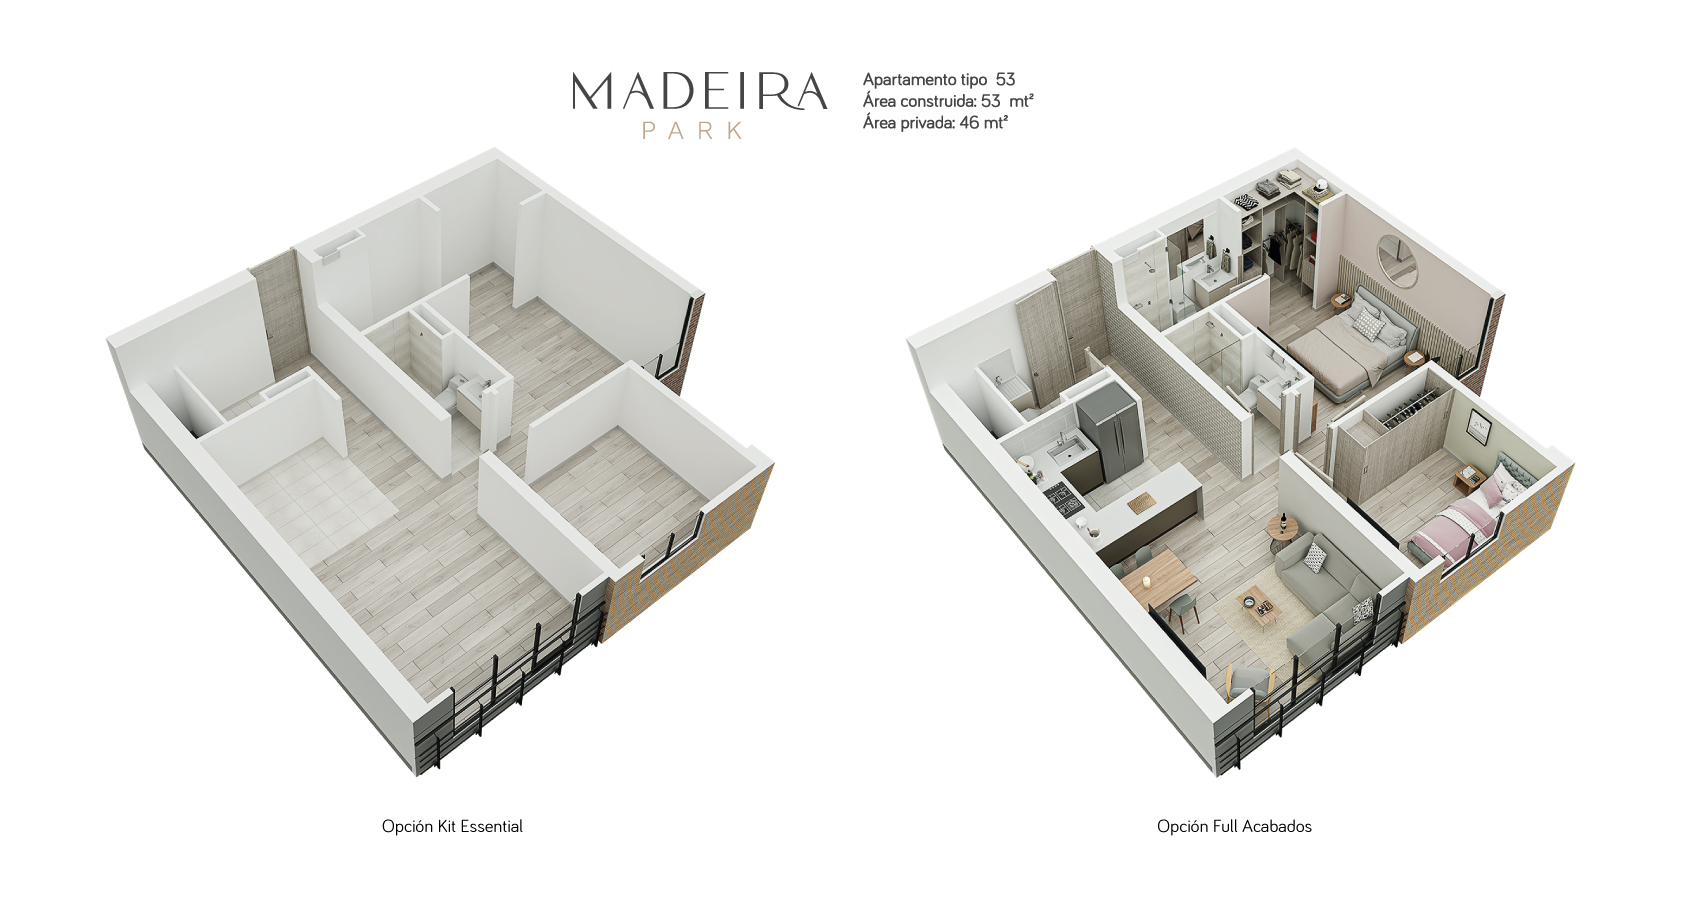 MADEIRA
PARK
Apartamento tipo 53
Área construida: 53 mt²
Área privada: 46 mt²
Opción Kit Essential
Opción Full Acabados